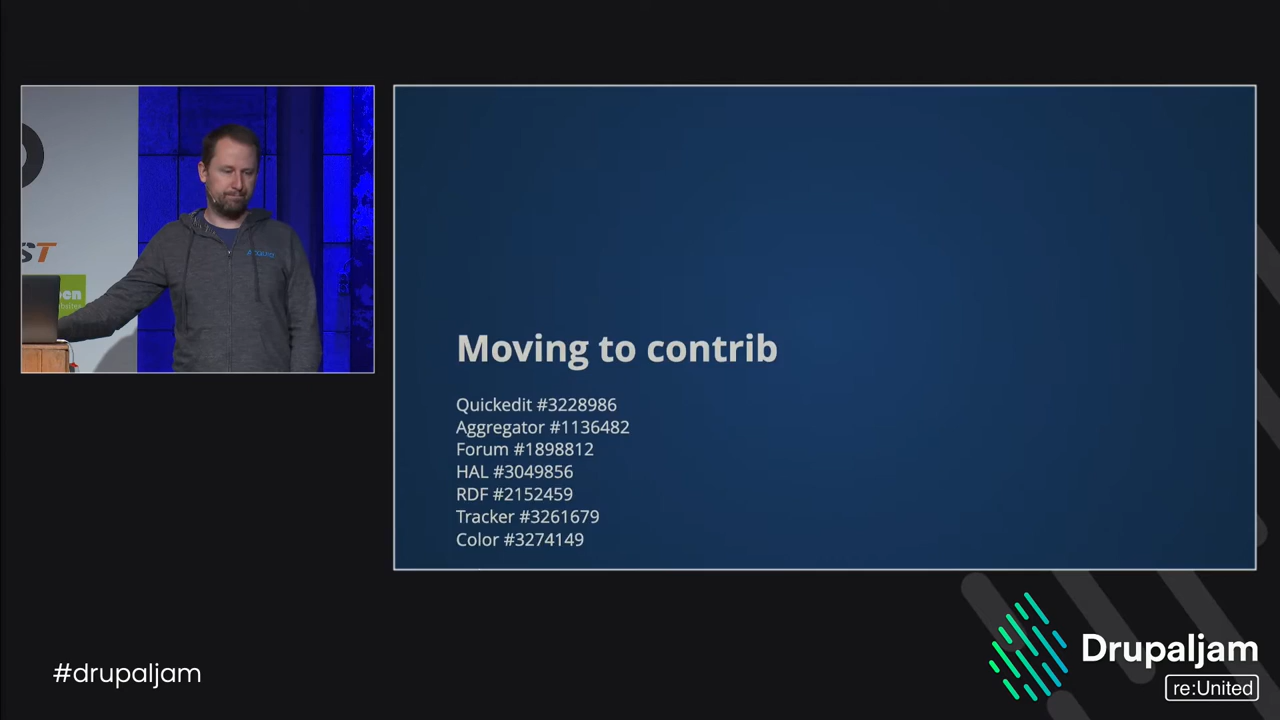 ST
Moving to contrib
Quickedit #3228986
Aggregator #1136482
Forum #1898812
HAL #3049856
RDF #2152459
Tracker #3261679
Color #3274149
#drupaljam
Drupaljam
re:United